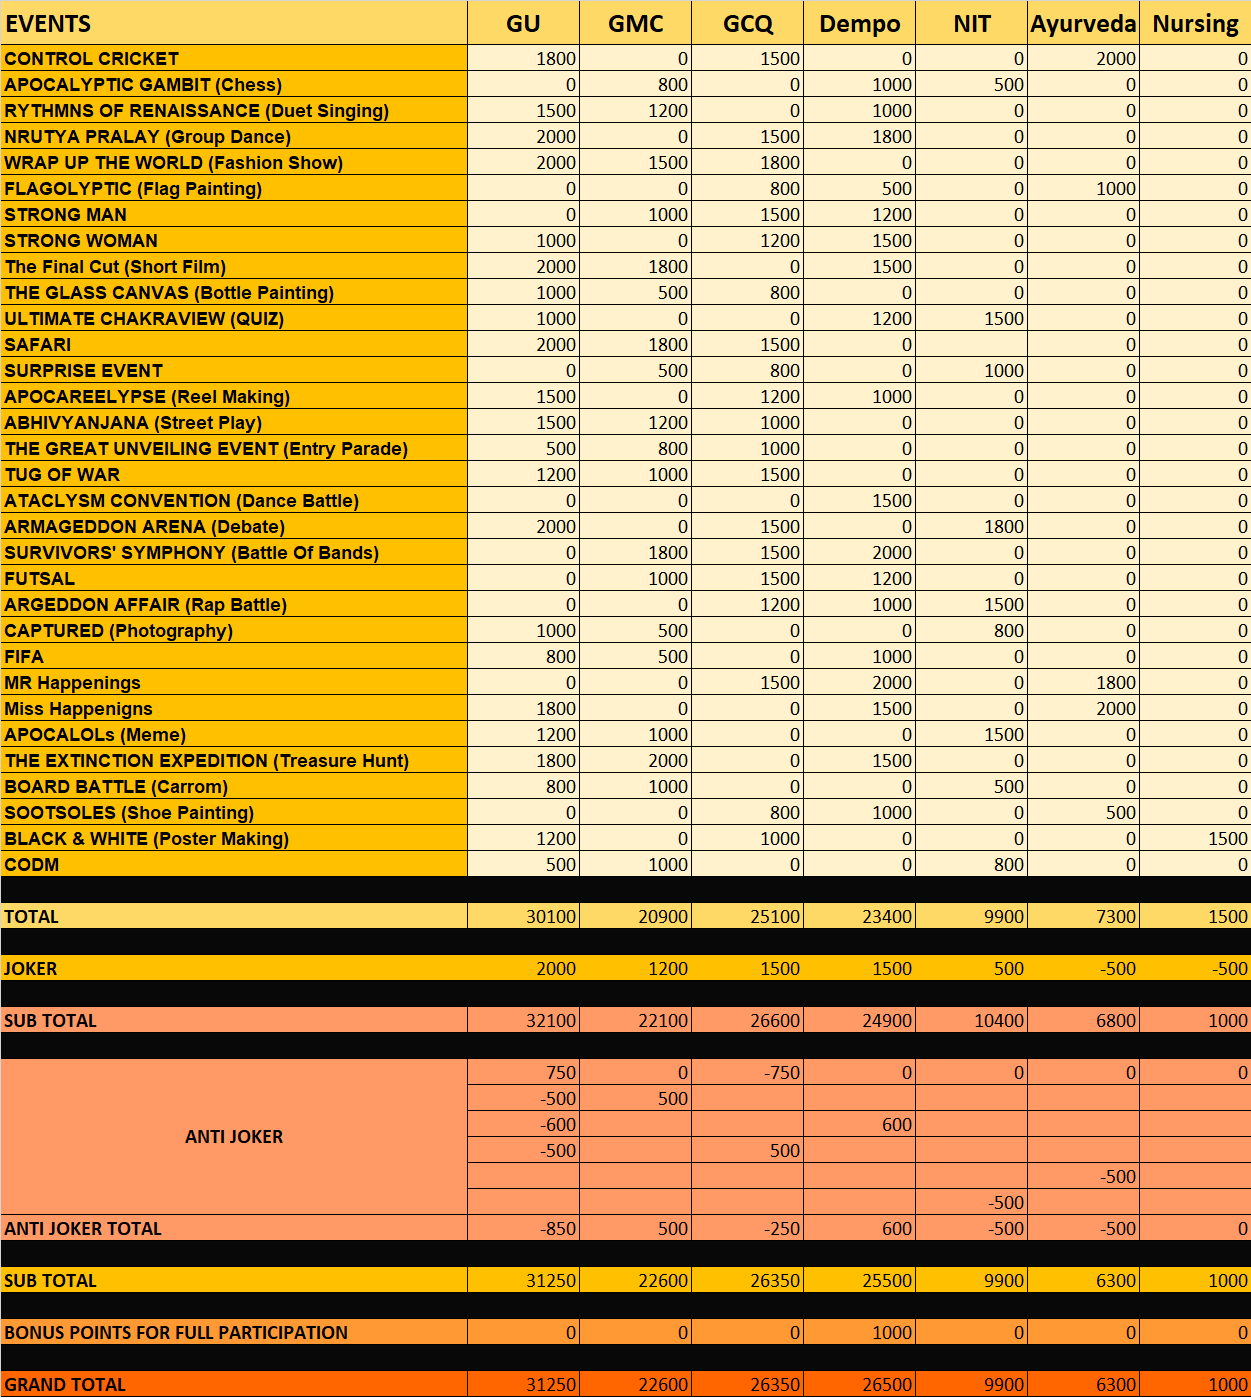 EVENTS GU GMC GCQ Dempo NIT Ayurveda Nursing
CONTROL CRICKET 1800 0 1500 0 0 2000 0
APOCALYPTIC GAMBIT (Chess) 0 800 0 1000 500 0 0
RYTHMNS OF RENAISSANCE (Duet Singing) 1500 1200 0 1000 0 0 0
NRUTYA PRALAY (Group Dance) 2000 0 1500 1800 0 0 0
WRAP UP THE WORLD (Fashion Show) 2000 1500 1800 0 0 0 0
FLAGOLYPTIC (Flag Painting) 0 0 800 500 0 1000 0
STRONG MAN 0 1000 1500 1200 0 0 0
STRONG WOMAN 1000 0 1200 1500 0 0 0
The Final Cut (Short Film) 2000 1800 0 1500 0 0 0
THE GLASS CANVAS (Bottle Painting) 1000 500 800 0 0 0 0
ULTIMATE CHAKRAVIEW (QUIZ) 1000 0 0 1200 1500 0 0
SAFARI 2000 1800 1500 0 0 0
SURPRISE EVENT 0 500 800 0 1000 0 0
APOCAREELYPSE (Reel Making) 1500 0 1200 1000 0 0 0
ABHIVYANJANA (Street Play) 1500 1200 1000 0 0 0 0
THE GREAT UNVEILING EVENT (Entry Parade) 500 800 1000 0 0 0 0
TUG OF WAR 1200 1000 1500 0 0 0 0
ATACLYSM CONVENTION (Dance Battle) 0 0 0 1500 0 0 0
ARMAGEDDON ARENA (Debate) 2000 0 1500 0 1800 0 0
SURVIVORS' SYMPHONY (Battle Of Bands) 0 1800 1500 2000 0 0 0
FUTSAL 0 1000 1500 1200 0 0 0
ARGEDDON AFFAIR (Rap Battle) 0 0 1200 1000 1500 0 0
CAPTURED (Photography) 1000 500 0 0 800 0 0
FIFA 800 500 0 1000 0 0 0
MR Happenings 0 0 1500 2000 0 1800 0
Miss Happenigns 1800 0 0 1500 0 2000 0
APOCALOLs (Meme) 1200 1000 0 0 1500 0 0
THE EXTINCTION EXPEDITION (Treasure Hunt) 1800 2000 0 1500 0 0 0
BOARD BATTLE (Carrom) 800 1000 0 0 500 0 0
SOOTSOLES (Shoe Painting) 0 0 800 1000 0 500 0
BLACK & WHITE (Poster Making) 1200 0 1000 0 0 0 1500
CODM 500 1000 0 0 800 0 0
TOTAL 30100 20900 25100 23400 9900 7300 1500
JOKER 2000 1200 1500 1500 500 -500 -500
SUB TOTAL 32100 22100 26600 24900 10400 6800 1000
750 0 -750 0 0 0 0
-500 500
-600 600
ANTI JOKER
-500 500
-500
-500
ANTI JOKER TOTAL -850 500 -250 600 -500 -500 0
SUB TOTAL 31250 22600 26350 25500 9900 6300 1000
BONUS POINTS FOR FULL PARTICIPATION 0 0 0 1000 0 0 0
GRAND TOTAL 31250 22600 26350 26500 9900 6300 1000